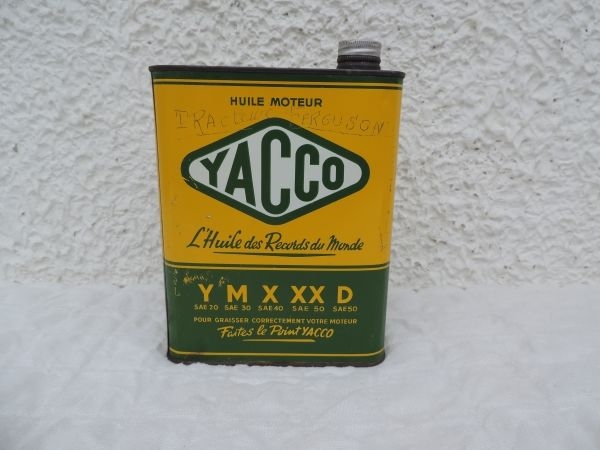 HUILE MOTEUR
TRACTEUR FERGUSON
YACCO
L'Huile des Records du Monde
Y M X XX D
SAE 20 SAE 30 SAE 40 SAE 50 SAE 50
POUR GRAISSER CORRECTEMENT VOTRE MOTEUR
Faites le Point YACCO